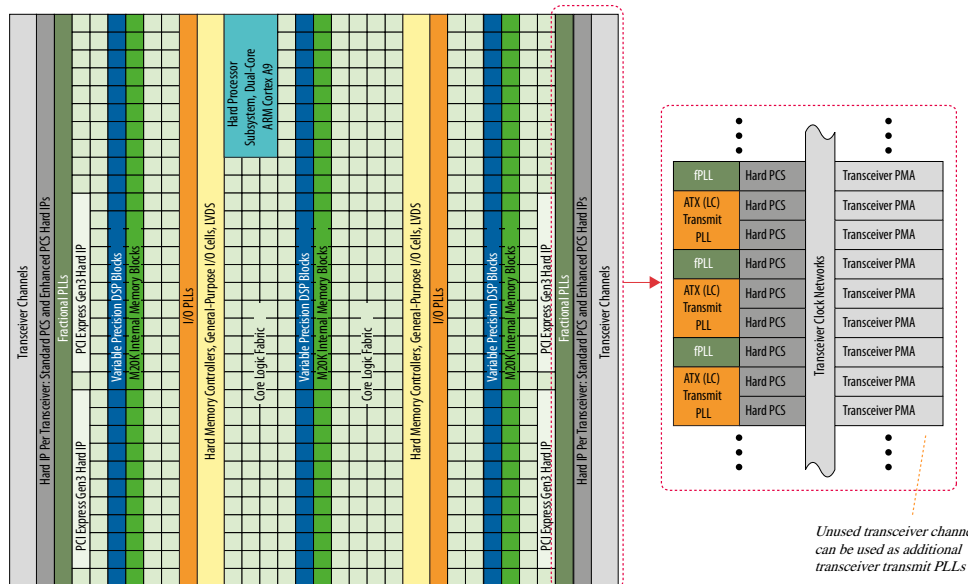 Transceiver Channels
Hard IP Per Transceiver: Standard PCS and Enhanced PCS Hard IPs
Fractional PLLs
PCI Express Gen3 Hard IP
PCI Express Gen3 Hard IP
Variable Precision DSP Blocks
M20K Internal Memory Blocks
I/O PLLs
Hard Memory Controllers, General-Purpose I/O Cells, LVDS
Hard Processor
Subsystem, Dual-Core
ARM Cortex A9
Core Logic Fabric
Variable Precision DSP Blocks
M20K Internal Memory Blocks
Core Logic Fabric
Hard Memory Controllers, General-Purpose I/O Cells, LVDS
I/O PLLs
Variable Precision DSP Blocks
M20K Internal Memory Blocks
PCI Express Gen3 Hard IP
PCI Express Gen3 Hard IP
Fractional PLLs
Hard IP Per Transceiver: Standard PCS and Enhanced PCS Hard IPs
Transceiver Channels
fPLL
Hard PCS
Transceiver PMA
ATX (LC)
Transmit
PLL
Hard PCS
Transceiver PMA
Hard PCS
Transceiver PMA
fPLL
Hard PCS
Transceiver PMA
ATX (LC)
Transmit
PLL
Hard PCS
Transceiver PMA
Hard PCS
Transceiver PMA
fPLL
Hard PCS
Transceiver PMA
ATX (LC)
Transmit
PLL
Hard PCS
Transceiver PMA
Hard PCS
Transceiver PMA
Transceiver Clock Networks
Unused transceiver
can be used as additional
transceiver transmit PLLs